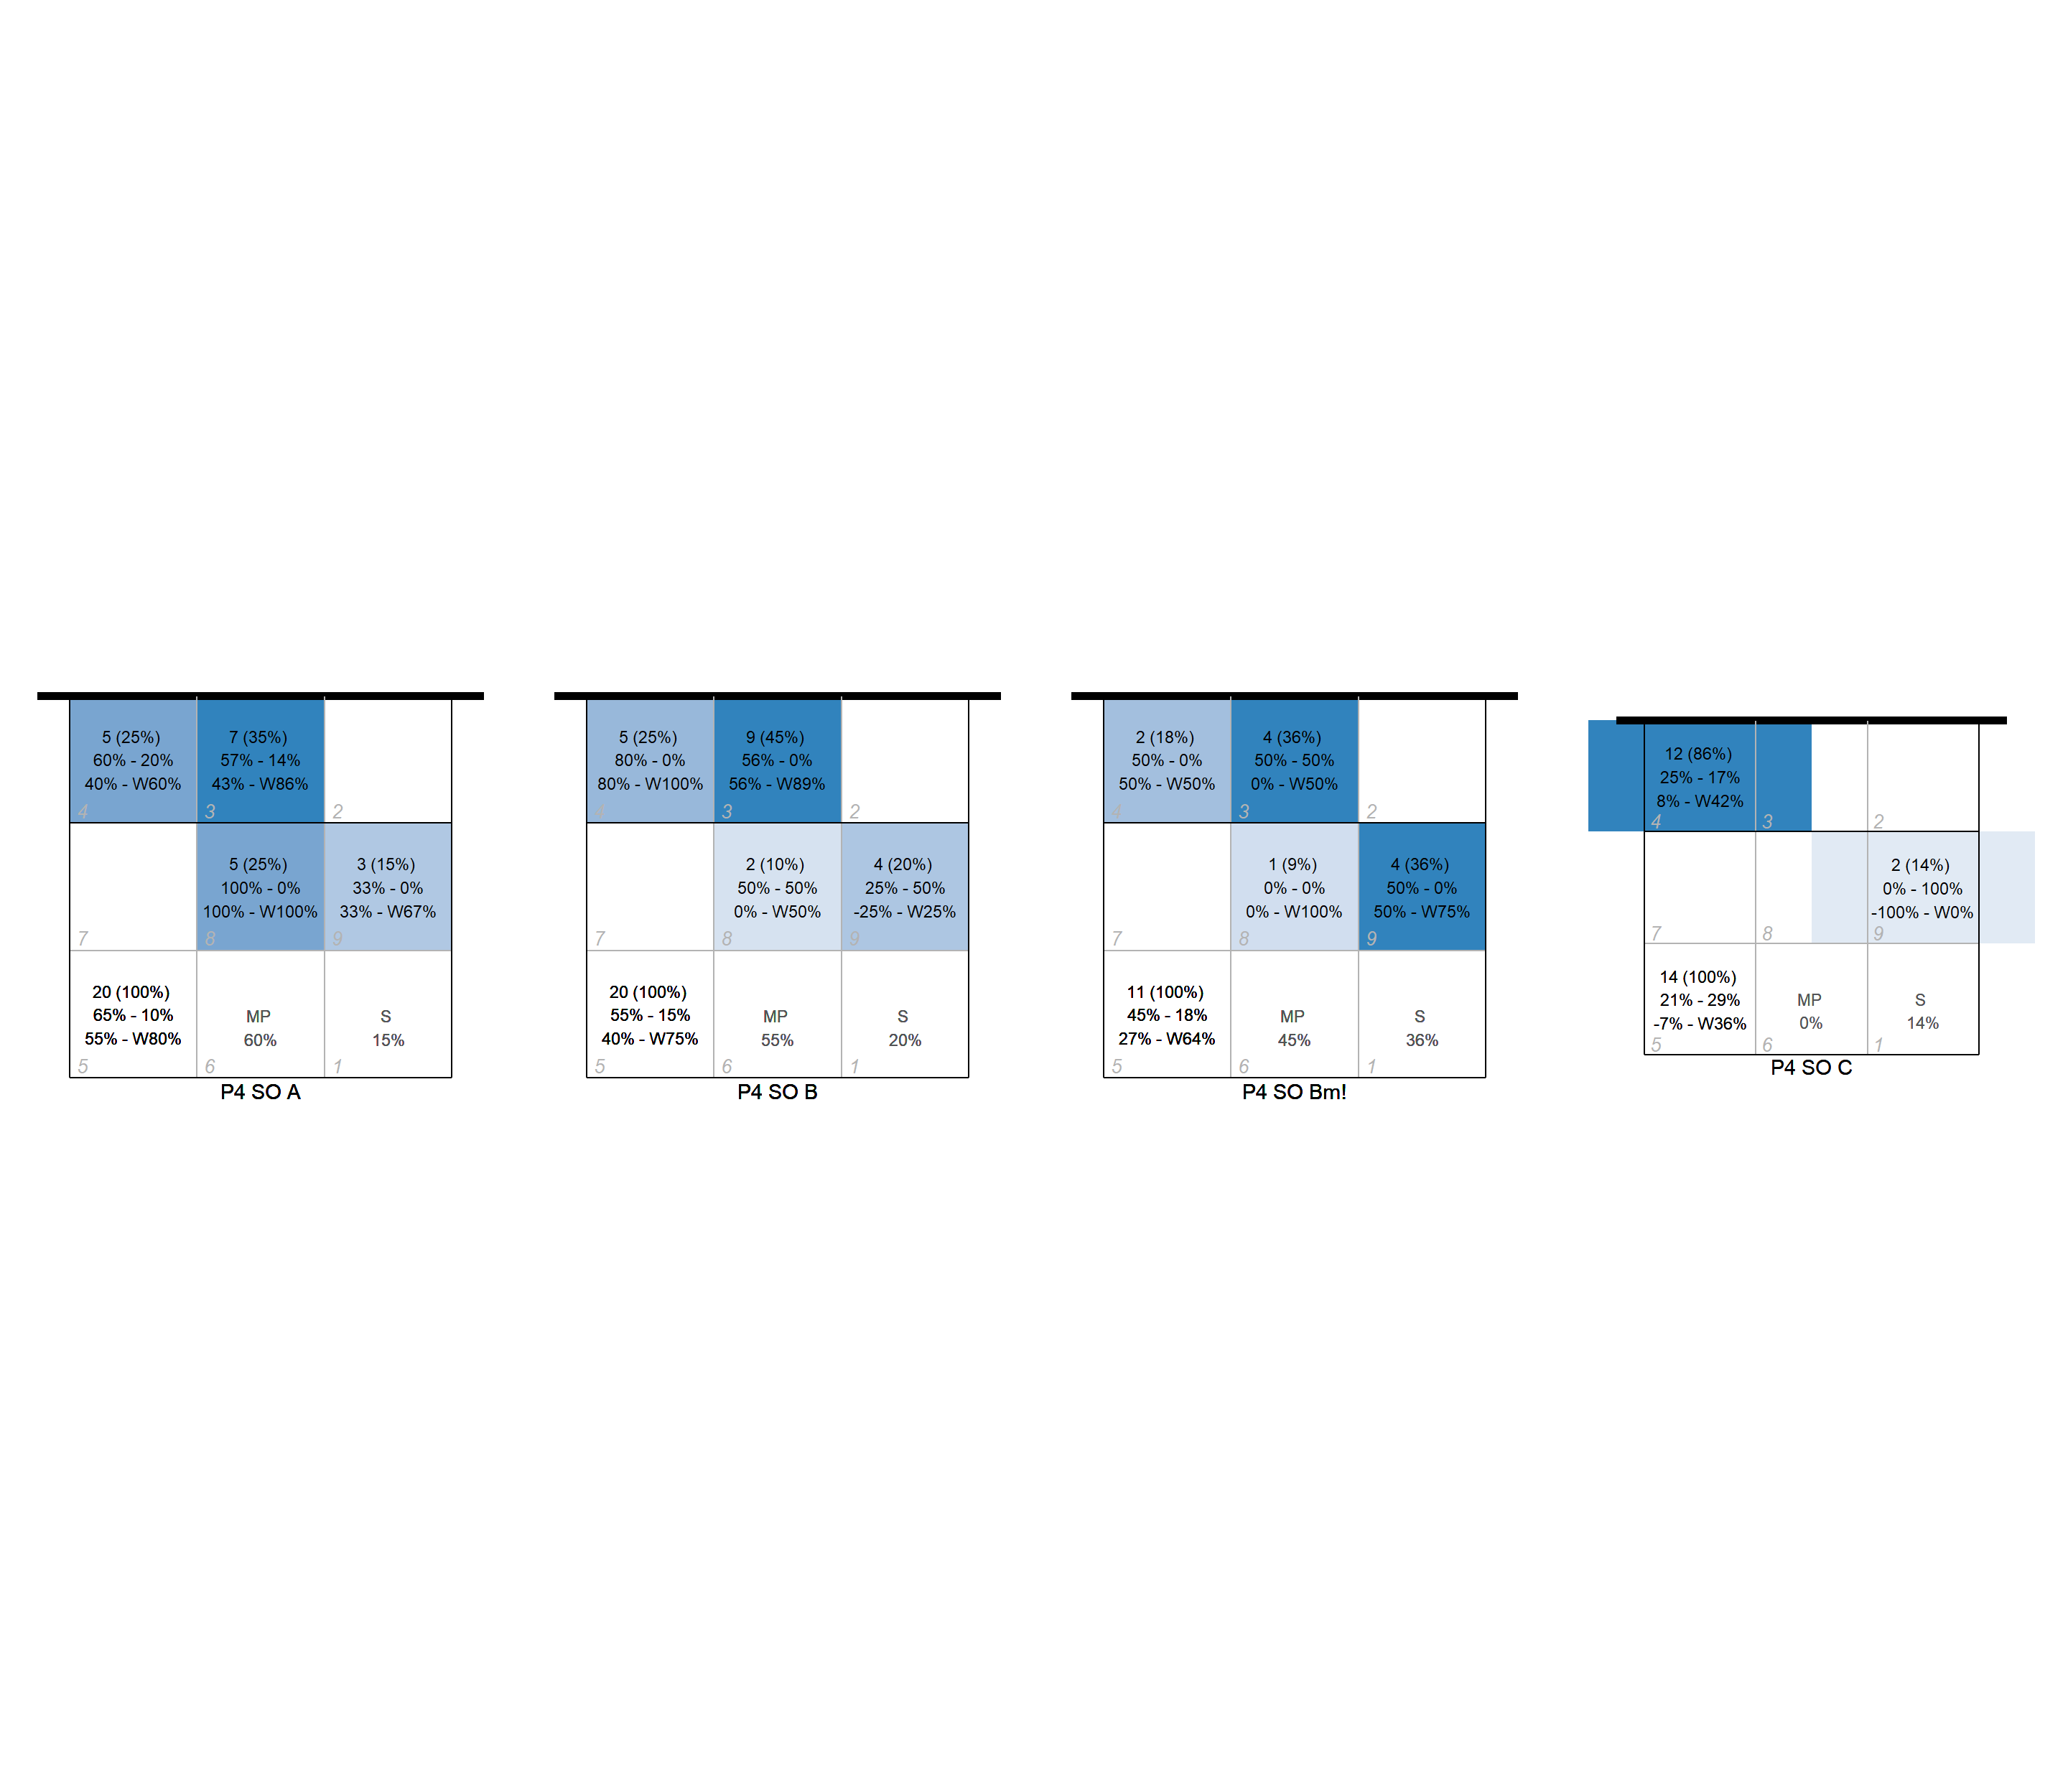 5 (25%)
60% - 20%
40% - W60%
4
7 (35%)
57% - 14%
43% - W86%
3
2
7
5 (25%)
100% - 0%
100% - W100%
8
3 (15%)
33% - 0%
33% - W67%
9
20 (100%)
65% - 10%
55% - W80%
5
MP
60%
6
S
15%
1
P4 SO A
5 (25%)
80% - 0%
80% - W100%
4
9 (45%)
56% - 0%
56% - W89%
3
2
7
2 (10%)
50% - 50%
0% - W50%
8
4 (20%)
25% - 50%
-25% - W25%
9
20 (100%)
55% - 15%
40% - W75%
5
MP
55%
6
S
20%
1
P4 SO B
2 (18%)
50% - 0%
50% - W50%
4
4 (36%)
50% - 50%
0% - W50%
3
2
7
1 (9%)
0% - 0%
0% - W100%
8
4 (36%)
50% - 0%
50% - W75%
9
11 (100%)
45% - 18%
27% - W64%
5
MP
45%
6
S
36%
1
P4 SO Bm!
12 (86%)
25% - 17%
8% - W42%
4
3
2
7
8
2 (14%)
0% - 100%
-100% - W0%
9
14 (100%)
21% - 29%
-7% - W36%
5
MP
0%
6
S
14%
1
P4 SO C